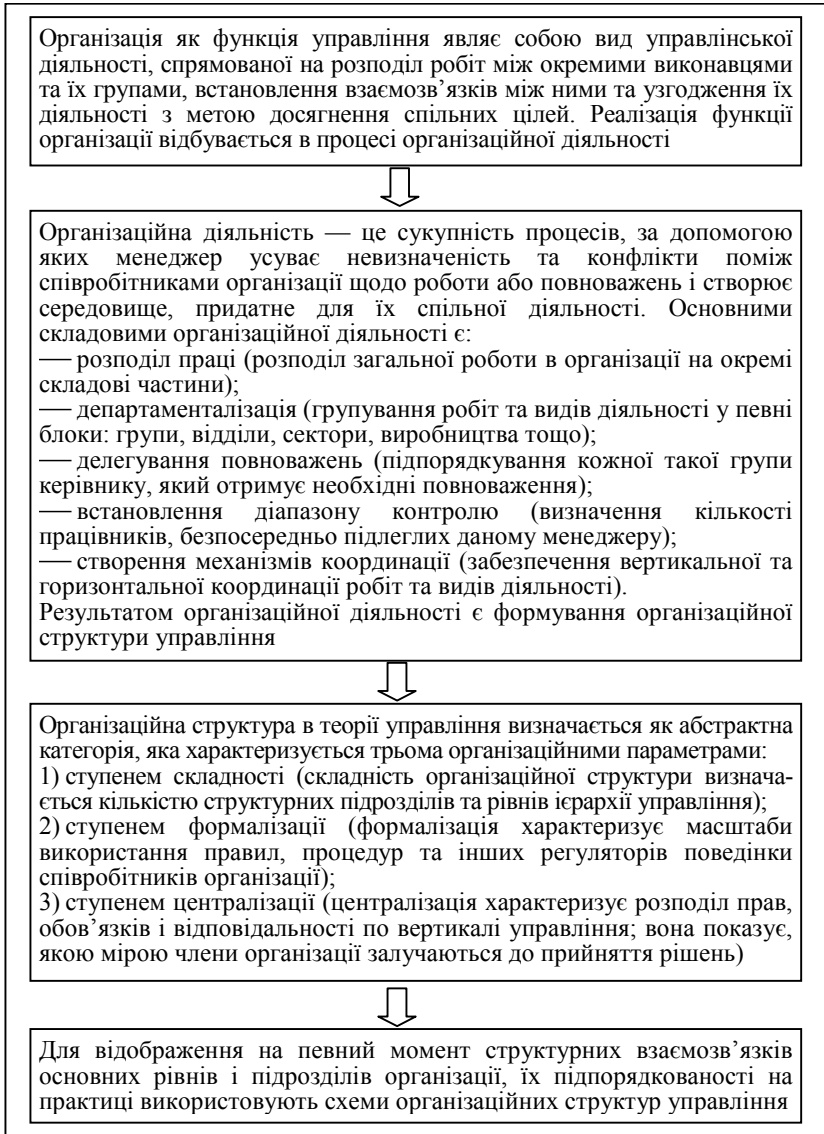 Організація як функція управління являє собою вид управлінської
діяльності, спрямованої на розподіл робіт між окремими виконавцями
та їх групами, встановлення взаємозв’язків між ними та узгодження їх
діяльності з метою досягнення спільних цілей. Реалізація функції
організації відбувається в процесі організаційної діяльності
Організаційна діяльність — це сукупність процесів, за допомогою
яких менеджер усуває невизначеність та конфлікти поміж
співробітниками організації щодо роботи або повноважень і створює
середовище, придатне для їх спільної діяльності. Основними
складовими організаційної діяльності є:
— розподіл праці (розподіл загальної роботи в організації на окремі
складові частини);
— департаменталізація (групування робіт та видів діяльності у певні
блоки: групи, відділи, сектори, виробництва тощо);
— делегування повноважень (підпорядкування кожної такої групи
керівнику, який отримує необхідні повноваження);
— встановлення діапазону контролю (визначення кількості
працівників, безпосередньо підлеглих даному менеджеру);
— створення механізмів координації (забезпечення вертикальної та
горизонтальної координації робіт та видів діяльності).
Результатом організаційної діяльності є формування організаційної
структури управління
Організаційна структура в теорії управління визначається як абстрактна
категорія, яка характеризується трьома організаційними параметрами:
1) ступенем складності (складність організаційної структури визнача-
ється кількістю структурних підрозділів та рівнів ієрархії управління);
2) ступенем формалізації (формалізація характеризує масштаби
використання правил, процедур та інших регуляторів поведінки
співробітників організації);
3) ступенем централізації (централізація характеризує розподіл прав,
обов’язків і відповідальності по вертикалі управління; вона показує,
якою мірою члени організації залучаються до прийняття рішень)
Для відображення на певний момент структурних взаємозв’язків
основних рівнів і підрозділів організації, їх підпорядкованості на
практиці використовують схеми організаційних структур управління